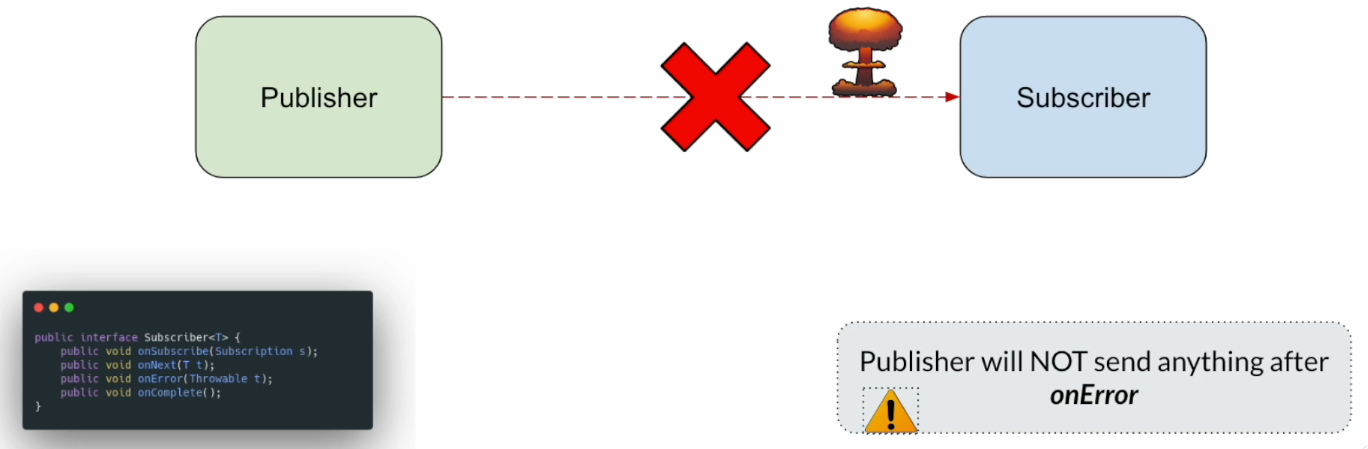 Publisher
Subscriber
public interface Subscriber<T> {
    public void onSubscribe(Subscription s);
    public void onNext(T t);
    public void onError(Throwable t);
    public void onComplete();
}
Publisher will NOT send anything after
onError